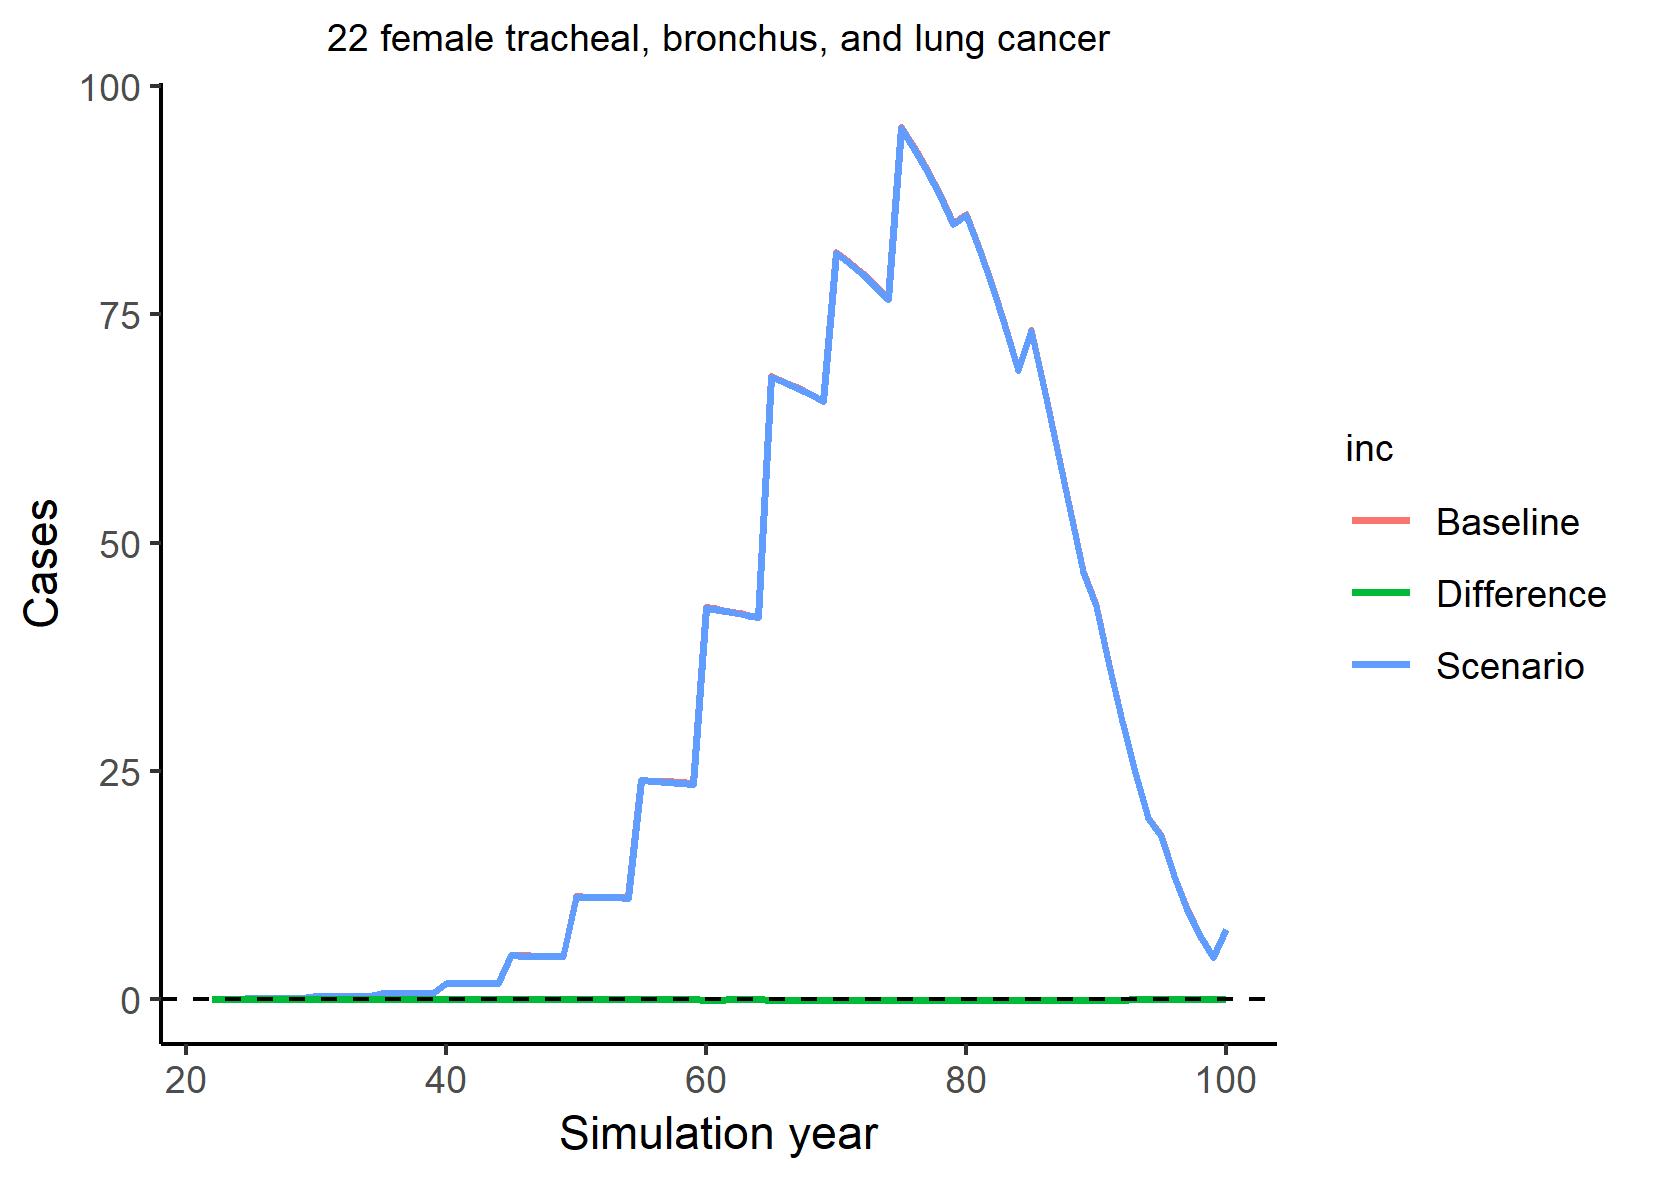 22 female tracheal, bronchus, and lung cancer
100
75
50
25
0
Cases
20 40 60 80 100
Simulation year
inc
Baseline
Difference
Scenario